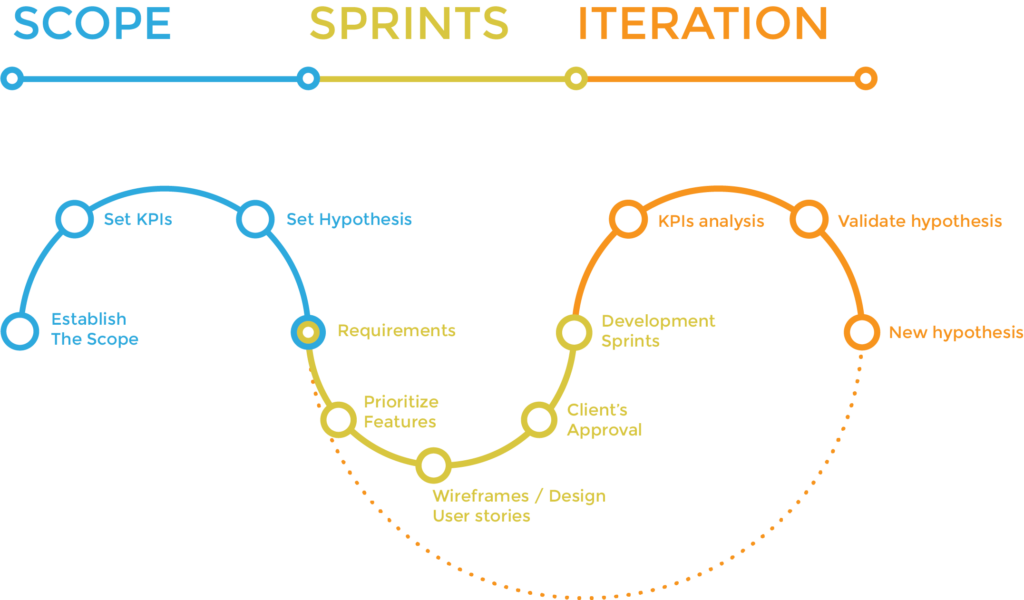 SCOPE
SPRINTS
ITERATION
Set KPIs
Set Hypothesis
KPIs analysis
Validate hypothesis
Establish
The Scope
Requirements
Development
Sprints
New hypothesis
Prioritize
Features
Client's
Approval
Wireframes / Design
User stories